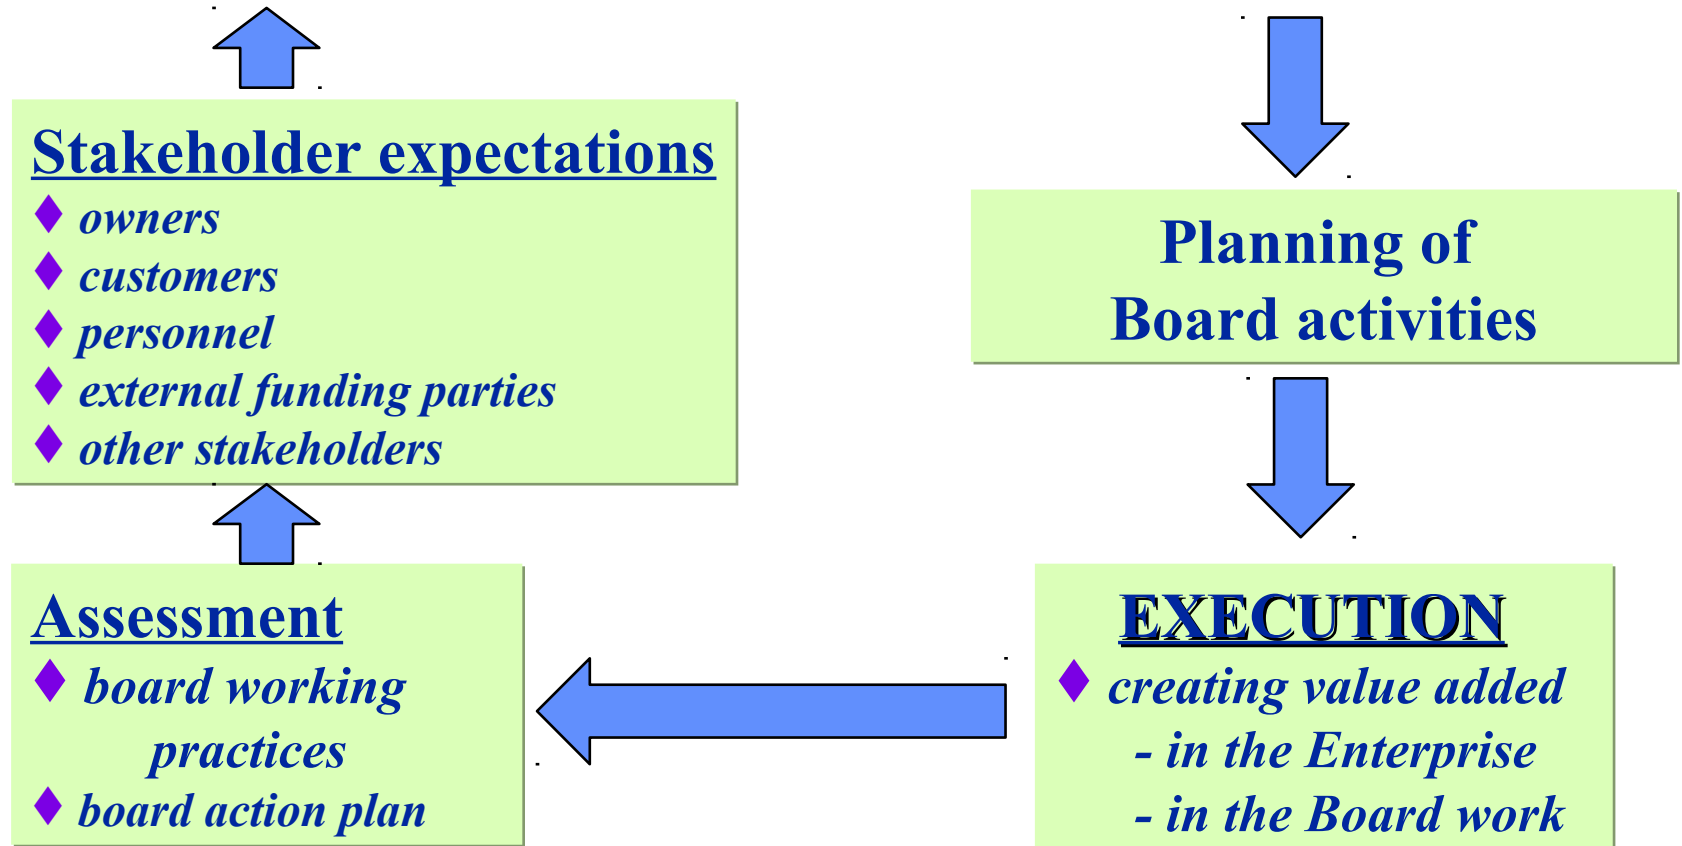 Stakeholder expectations
owners
customers
personnel
external funding parties
other stakeholders
Planning of
Board activities
Assessment
board working
practices
board action plan
EXECUTION
creating value added
- in the Enterprise
- in the Board work